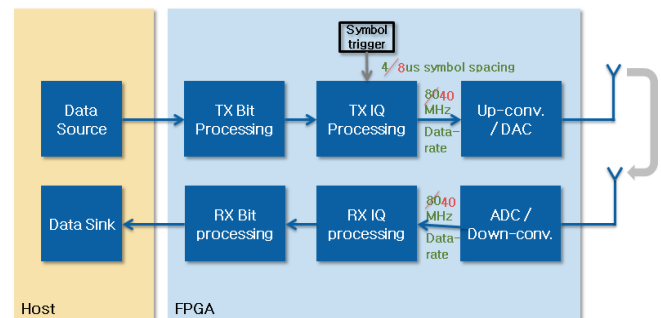 Symbol
trigger
4/8us symbol spacing
Data
Source
TX Bit
Processing
TX IQ
Processing
80/40
MHz
Data-
rate
Up-conv.
/ DAC
Data Sink
RX Bit
processing
RX IQ
processing
80/40
MHz
Data-
rate
ADC /
Down-conv.
Host
FPGA